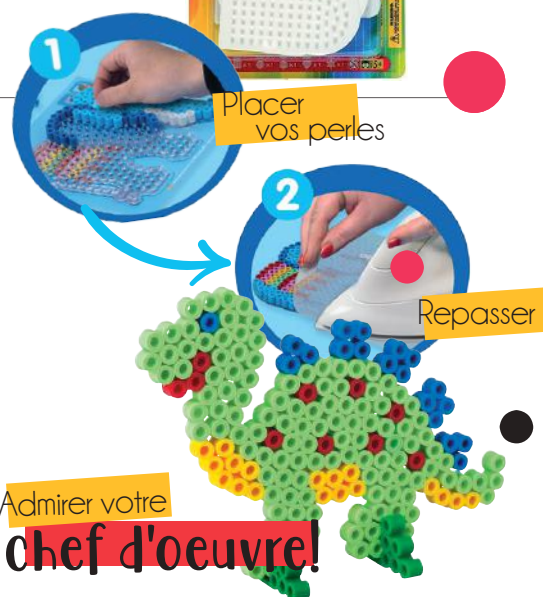 1
Placer
vos perles
2
Repasser
Admirer votre
chef d'oeuvre!